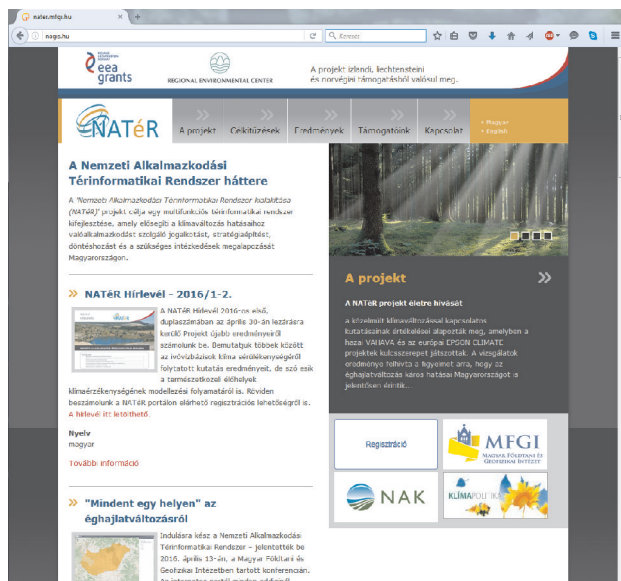 nater.mfgi.hu
nagis.hu
Keresés
eea
grants
REGIONAL ENVIRONMENTAL CENTER
A projekt izlendi, liechtensteini
és norvégiai támogatásból valósul meg.
NATéR
A projekt
Célkitűzések
Eredmények
Támogatóink
Kapcsolat
Magyar
English
A Nemzeti Alkalmazkodási
Térinformatikai Rendszer háttere
A "Nemzeti Alkalmazkodási Térinformatikai Rendszer kialakítása
(NATéR)" projekt célja egy multifunkciós térinformatikai rendszer
kifejlesztése, amely elősegíti a klímaváltozás hatásaihoz
valóalkalmazkodást szolgáló jogalkotást, stratégiaépítést,
döntéshozást és a szükséges intézkedések megalapozását
Magyarországon.
NATéR Hírlevél - 2016/1-2.
A NATéR Hírlevél 2016-os első,
duplaszámában az április 30-án lezárásra
kerülő Projekt újabb eredményeiről
számolunk be. Bemutatjuk többek között
az ivóvízbázisok klíma sérülékenységéről
folytatott kutatás eredményeit, de szó esik
a természetközeli élőhelyek
klímaérzékenységének modellezési folyamatáról is. Röviden
beszámolunk a NATéR portálon elérhető regisztrációs lehetőségről is.
A hírlevél itt letölthető.
Nyelv
magyar
További információ
"Mindent egy helyen" az
éghajlatváltozásról
Indulásra kész a Nemzeti Alkalmazkodási
Térinformatikai Rendszer – jelentették be
2016. április 13-án, a Magyar Földtani és
Geofizikai Intézetben tartott konferencián.
A projekt
A NATéR projekt életre hívását
a közelmúlt klímaváltozással kapcsolatos
kutatásainak értékelései alapozták meg, amelyben a
hazai VAHAVA és az európai EPSON CLIMATE
projektek kulcsszerepet játszottak. A vizsgálatok
eredménye felhívta a figyelmet arra, hogy az
éghajlatváltozás káros hatásai Magyarországot is
jelentősen érintik...
Regisztráció
MFGI
MAGYAR FÖLDTANI ÉS
GEOFIZIKAI INTÉZET
NAK
KLÍMAPOLITIKA